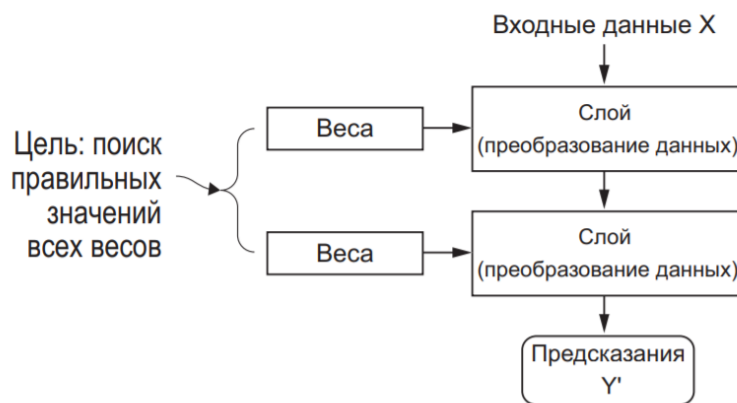 Входные данные X
Слой
(преобразование данных)
Веса
Цель: поиск
правильных
значений
всех весов
Слой
(преобразование данных)
Веса
Предсказания
Y'